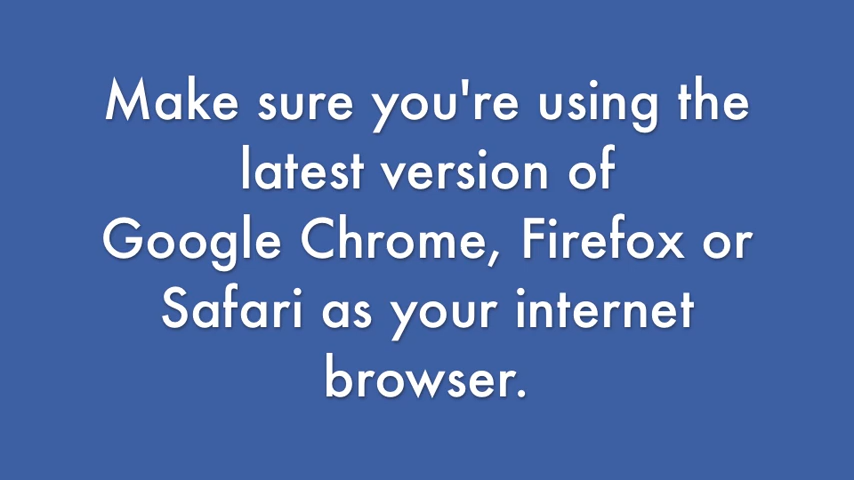 Make sure you're using the
latest version of
Google Chrome, Firefox or
Safari as your internet
browser.